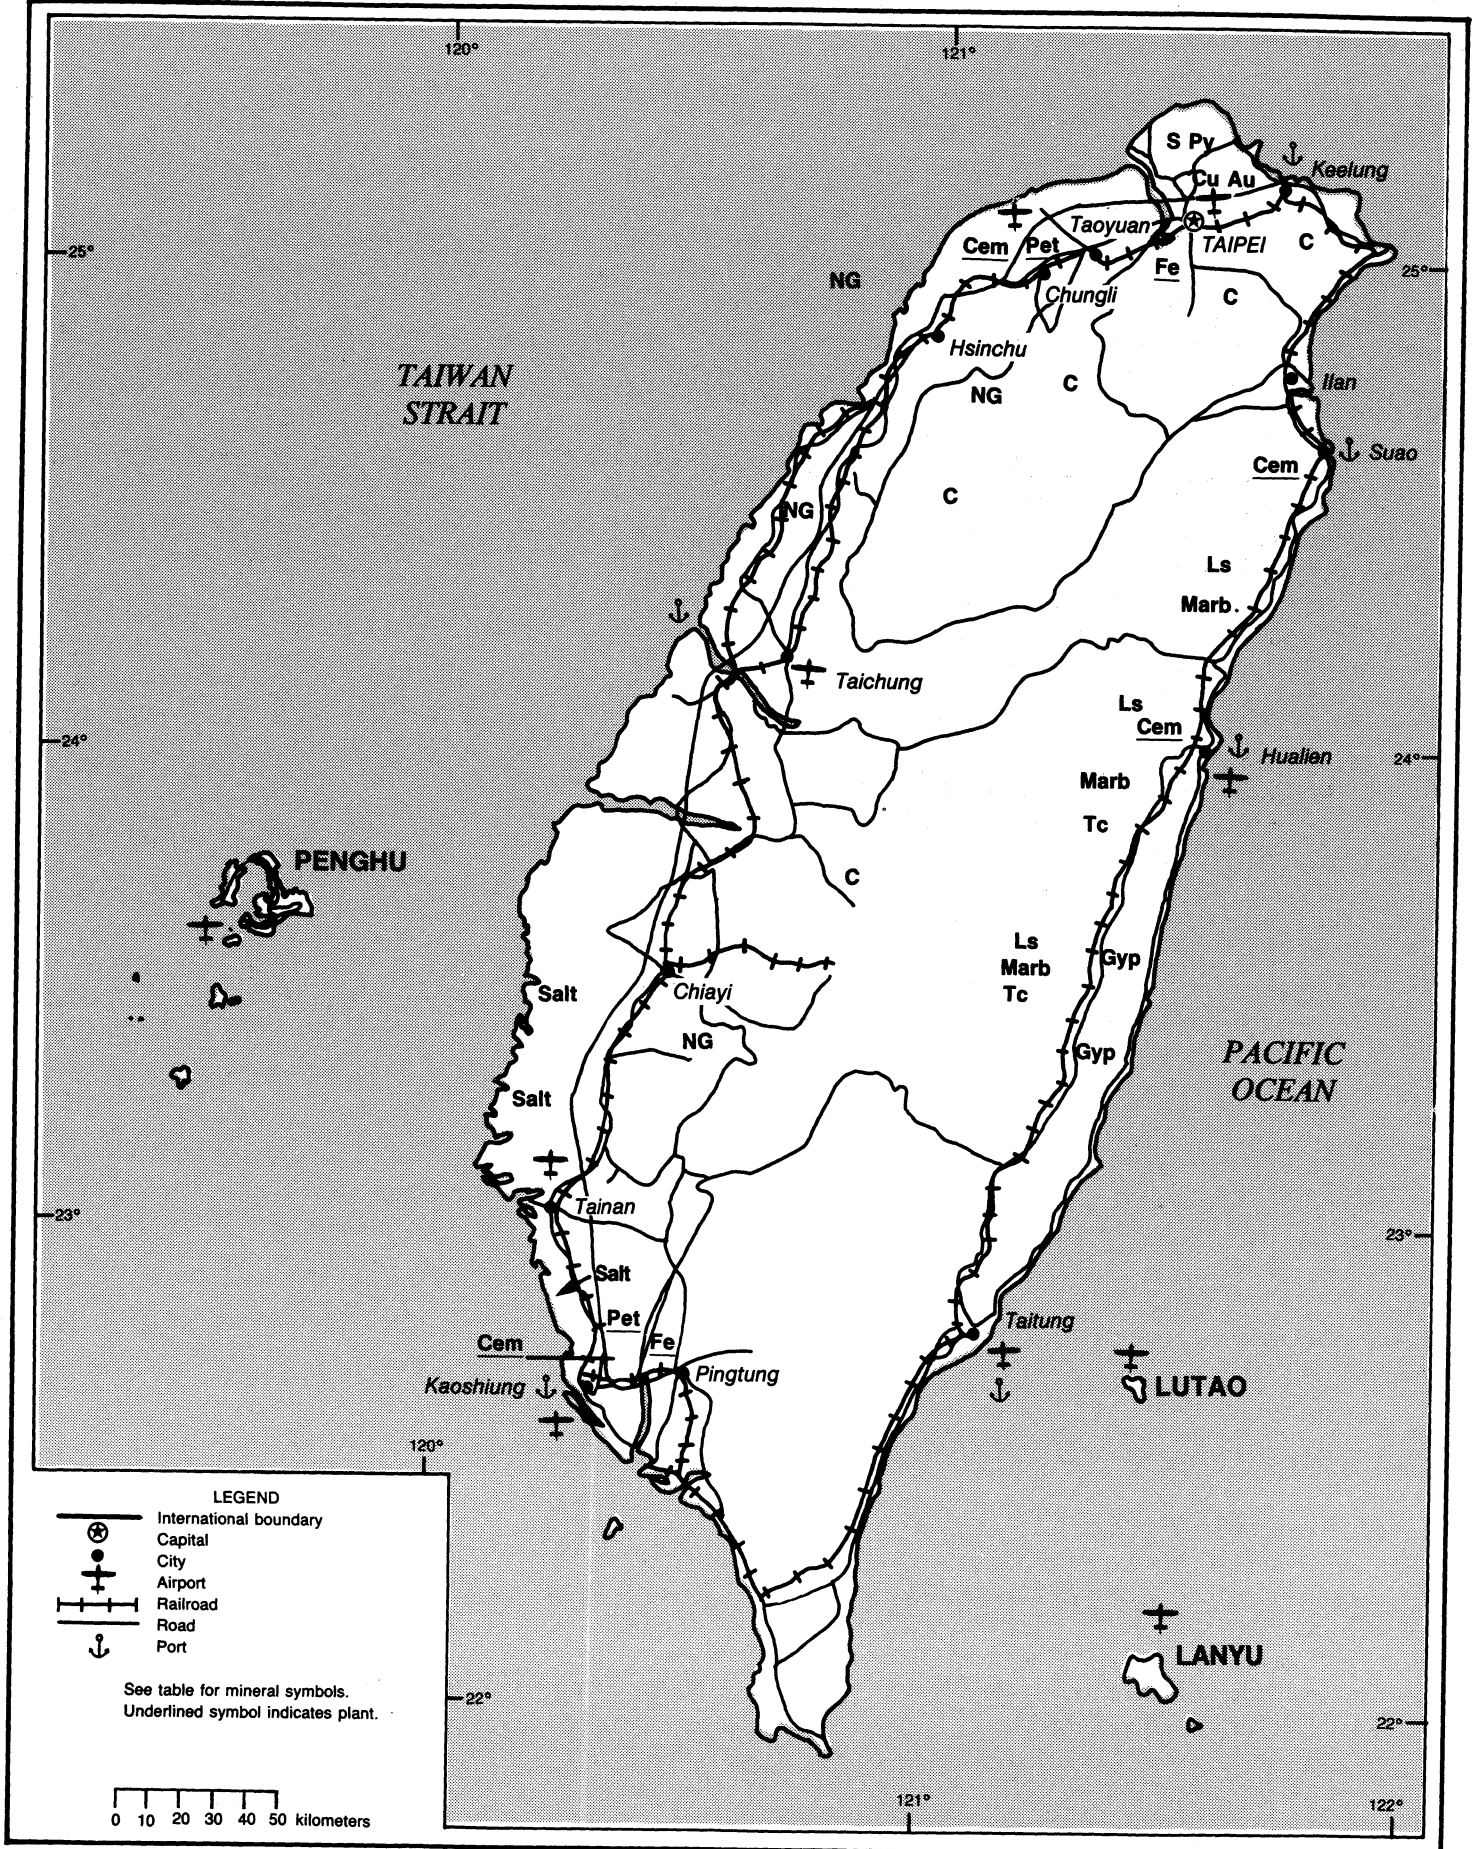 120°
121°
S Py
Keelung
Cu Au
Taoyuan
TAIPEI
C
Cem
Pet
Fe
25°
25°
NG
Chungli
C
Hsinchu
TAIWAN
STRAIT
NG
C
Ilan
Suao
Cem
C
NG
Ls
Marb.
Taichung
Ls
Cem
24°
Hualien
24°
Marb
Tc
PENGHU
C
Ls
Marb
Tc
Gyp
Salt
Chiayi
NG
Gyp
PACIFIC
OCEAN
Salt
Tainan
23°
23°
Salt
Pet
Taitung
Cem
Fe
Pingtung
Kaoshiung
LUTAO
120°
LEGEND
International boundary
Capital
City
Airport
Railroad
Road
Port
LANYU
See table for mineral symbols.
Underlined symbol indicates plant.
22°
22°
0 10 20 30 40 50 kilometers
121°
122°